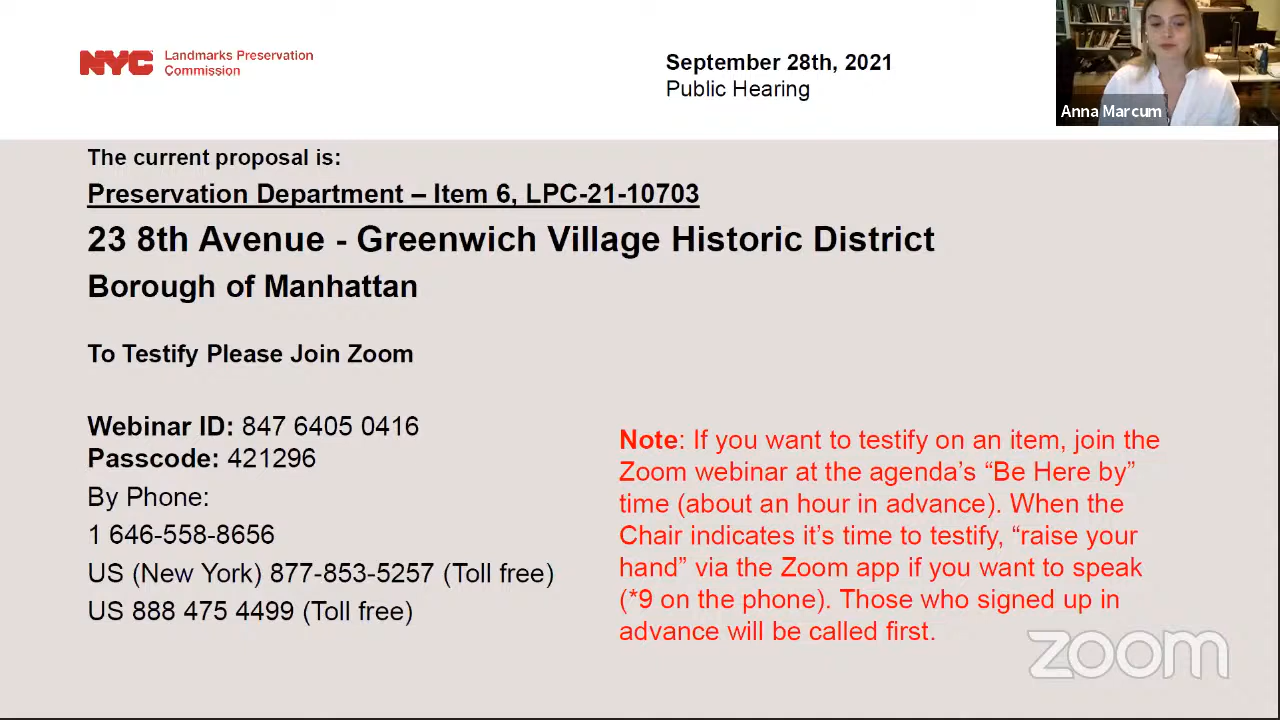 NYC Landmarks Preservation
Commission
September 28th, 2021
Public Hearing
Anna Marcum
The current proposal is:
Preservation Department – Item 6, LPC-21-10703
23 8th Avenue - Greenwich Village Historic District
Borough of Manhattan
To Testify Please Join Zoom
Webinar ID: 847 6405 0416
Passcode: 421296
By Phone:
1 646-558-8656
US (New York) 877-853-5257 (Toll free)
US 888 475 4499 (Toll free)
Note: If you want to testify on an item, join the
Zoom webinar at the agenda’s “Be Here by”
time (about an hour in advance). When the
Chair indicates it’s time to testify, “raise your
hand” via the Zoom app if you want to speak
(*9 on the phone). Those who signed up in
advance will be called first.
zoom